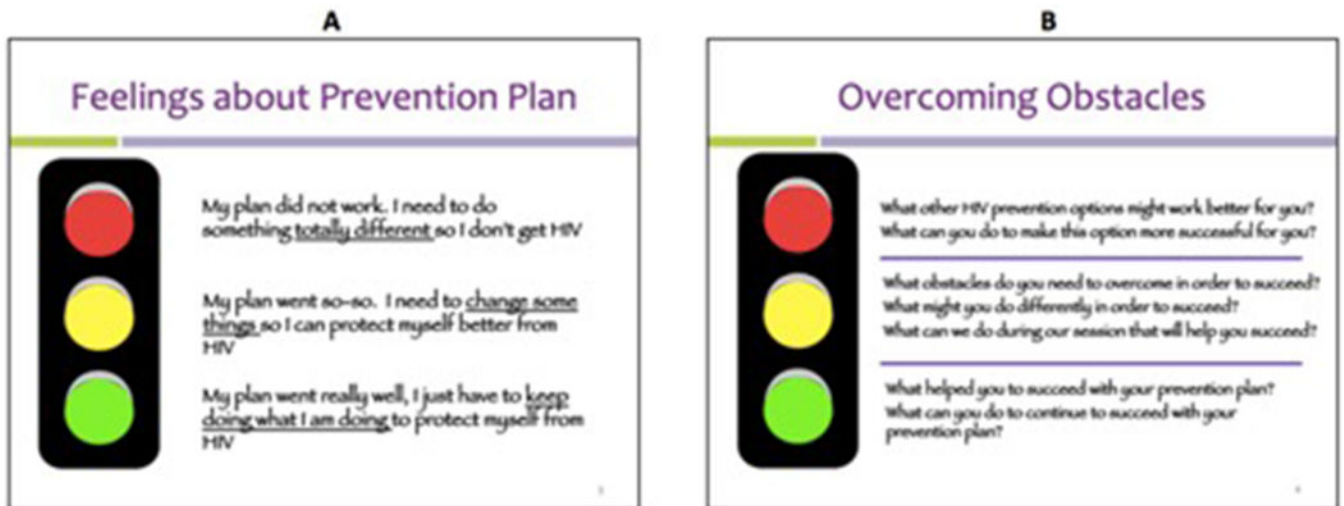 A
Feelings about Prevention Plan
My plan did not work. I need to do
something totally different so I don't get HIV
My plan went so-so. I need to change some
things so I can protect myself better from
HIV
My plan went really well, I just have to keep
doing what I am doing to protect myself from
HIV
B
Overcoming Obstacles
What other HIV prevention options might work better for you?
What can you do to make this option more successful for you?
What obstacles do you need to overcome in order to succeed?
What might you do differently in order to succeed?
What can we do during our session that will help you succeed?
What helped you to succeed with your prevention plan?
What can you do to continue to succeed with your
prevention plan?